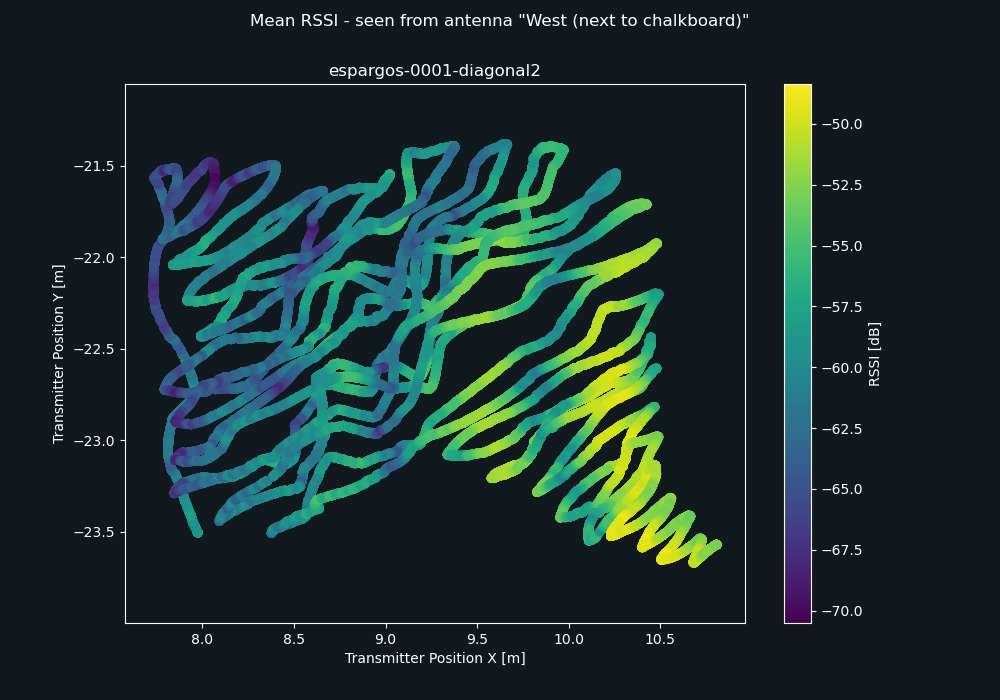 Mean RSSI - seen from antenna "West (next to chalkboard)"
espargos-0001-diagonal2
Transmitter Position Y [m]
−21.5
−22.0
−22.5
−23.0
−23.5
8.0 8.5 9.0 9.5 10.0 10.5
Transmitter Position X [m]
−50.0
−52.5
−55.0
−57.5
−60.0
−62.5
−65.0
−67.5
−70.0
RSSI [dB]